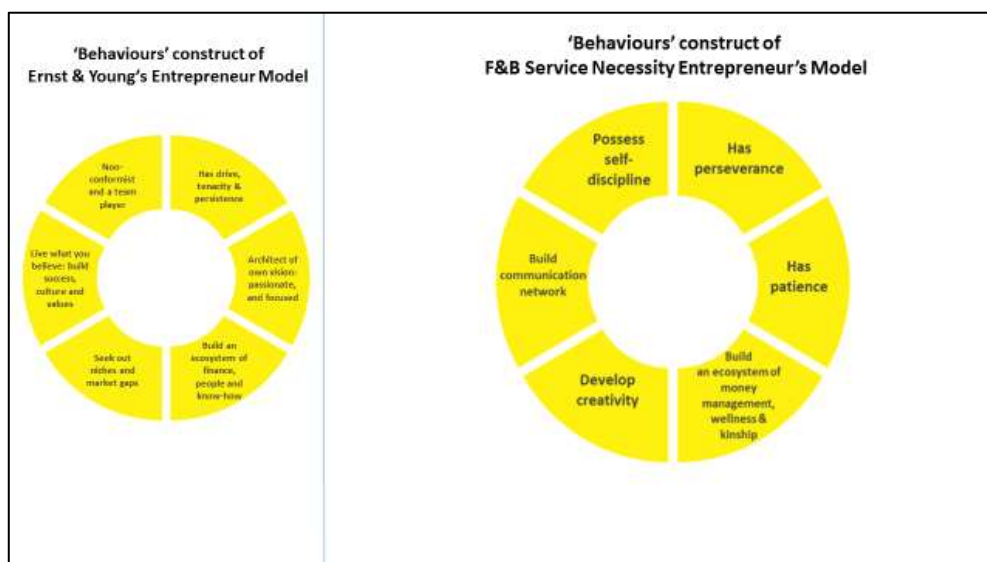 ‘Behaviours’ construct of
Ernst & Young’s Entrepreneur Model
Non-
conformist
and a team
player
Has drive,
tenacity &
persistence
Live what you
believe: build
success,
culture and
values
Architect of
own vision:
passionate,
and focused
Seek out
niches and
market gaps
Build an
ecosystem of
finance,
people and
know-how
‘Behaviours’ construct of
F&B Service Necessity Entrepreneur’s Model
Possess
self-
discipline
Has
perseverance
Build
communication
network
Has
patience
Develop
creativity
Build
an ecosystem of
money
management,
wellness &
kinship